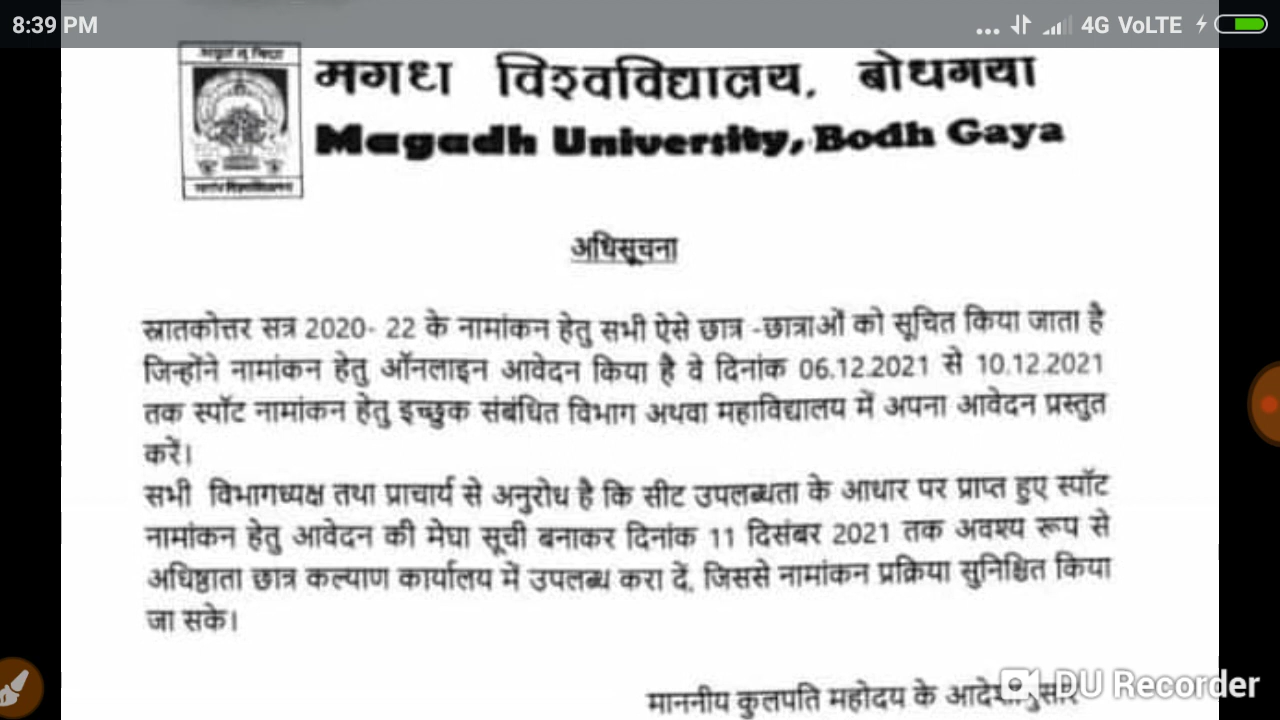 8:39 PM
... 4G VoLTE
मगध विश्वविद्यालय, बोधगया
Magadh University, Bodh Gaya
अधिसूचना
स्नातकोत्तर सत्र 2020- 22 के नामांकन हेतु सभी ऐसे छात्र -छात्राओं को सूचित किया जाता है
जिन्होंने नामांकन हेतु ऑनलाइन आवेदन किया है वे दिनांक 06.12.2021 से 10.12.2021
तक स्पॉट नामांकन हेतु इच्छुक संबंधित विभाग अथवा महाविद्यालय में अपना आवेदन प्रस्तुत
करें।
सभी विभागध्यक्ष तथा प्राचार्य से अनुरोध है कि सीट उपलब्धता के आधार पर प्राप्त हुए स्पॉट
नामांकन हेतु आवेदन की मेघा सूची बनाकर दिनांक 11 दिसंबर 2021 तक अवश्य रूप से
अधिष्ठाता छात्र कल्याण कार्यालय में उपलब्ध करा दें, जिससे नामांकन प्रक्रिया सुनिश्चित किया
जा सके।
माननीय कुलपति महोदय के आदेशानुसार
DU Recorder